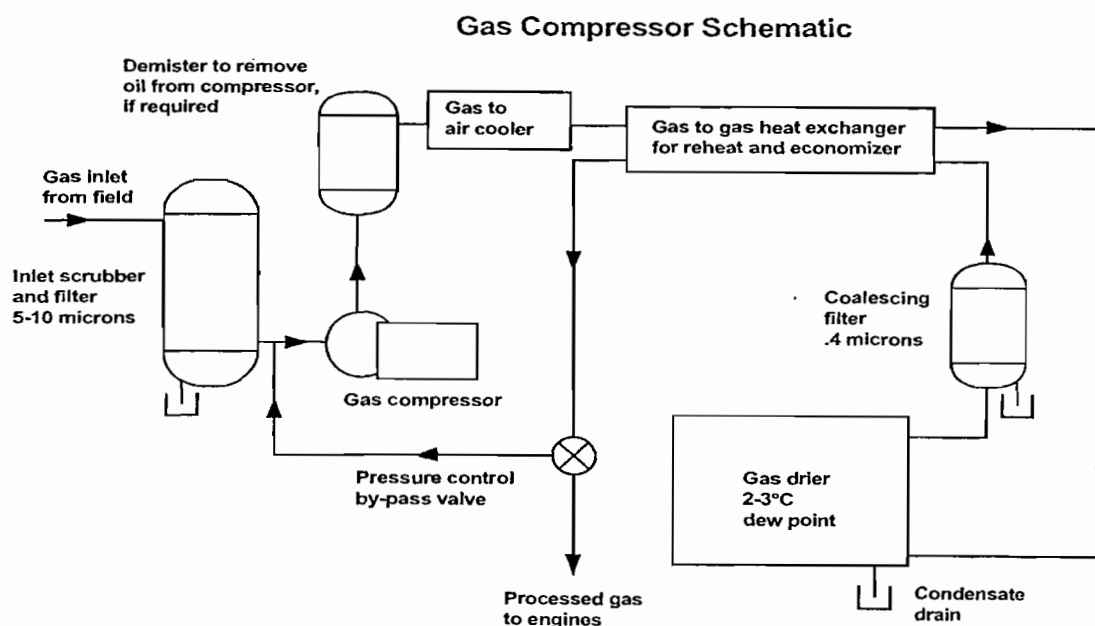 Gas Compressor Schematic
Demister to remove
oil from compressor,
if required
Gas to
air cooler
Gas to gas heat exchanger
for reheat and economizer
Gas inlet
from field
Inlet scrubber
and filter
5-10 microns
Coalescing
filter
.4 microns
Gas compressor
Pressure control
by-pass valve
Gas drier
2-3°C
dew point
Processed gas
to engines
Condensate
drain